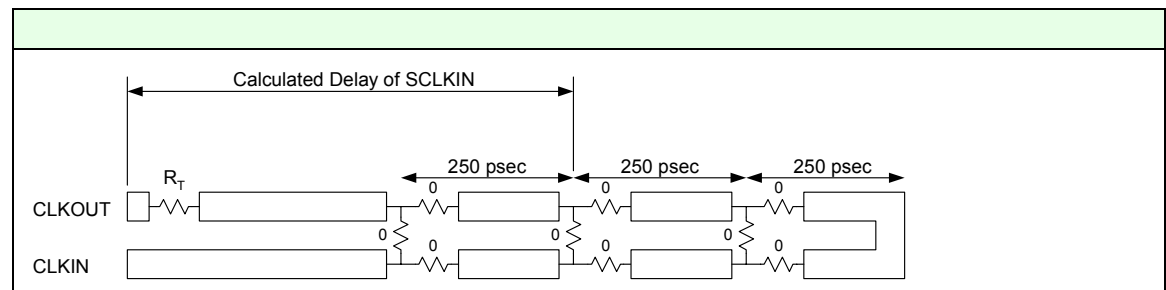 Calculated Delay of SCLKIN
250 psec 250 psec 250 psec
R_T
0 0 0
CLKOUT
0 0 0
0 0 0
CLKIN